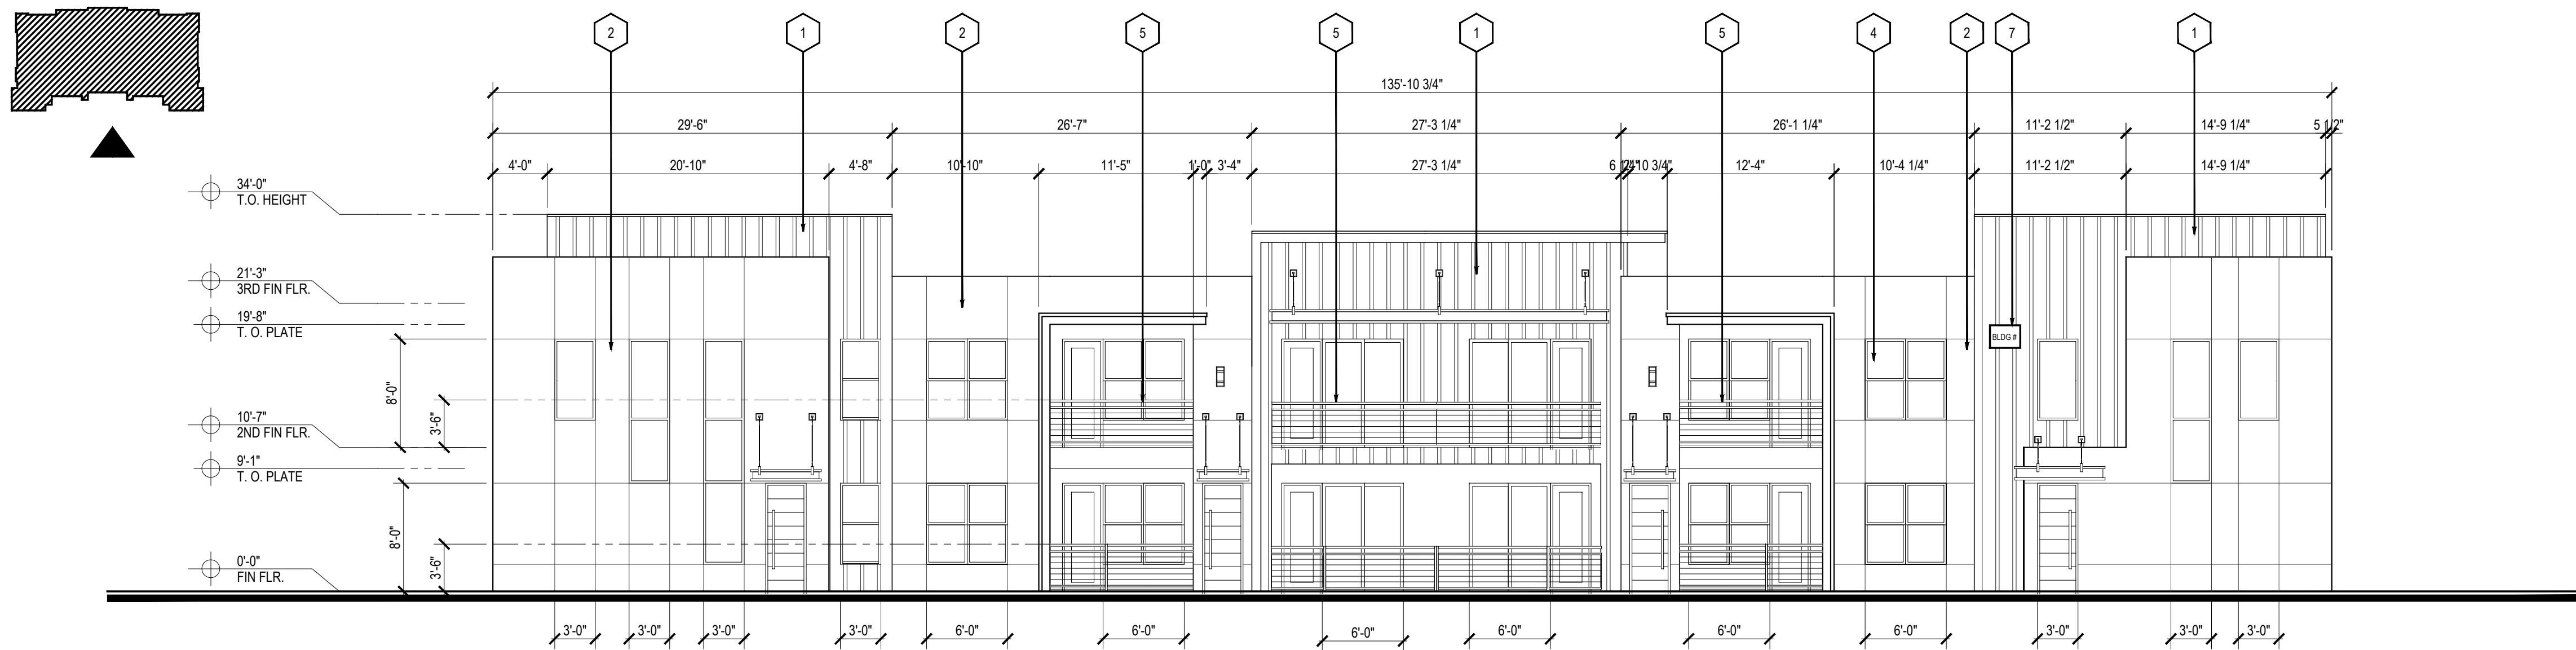 2 1 2 5 5 1 5 4 2 7 1
135'-10 3/4"
29'-6" 26'-7" 27'-3 1/4" 26'-1 1/4" 11'-2 1/2" 14'-9 1/4" 5 1/2"
4'-0" 20'-10" 4'-8" 10'-10" 11'-5" 1'-0" 3'-4" 27'-3 1/4" 6 1/4" 10 3/4" 12'-4" 10'-4 1/4" 11'-2 1/2" 14'-9 1/4"
34'-0"
T.O. HEIGHT
21'-3"
3RD FIN FLR.
19'-8"
T. O. PLATE
BLDG #
8'-0"
10'-7"
2ND FIN FLR.
3'-6"
9'-1"
T. O. PLATE
8'-0"
0'-0"
FIN FLR.
3'-6"
3'-0" 3'-0" 3'-0" 3'-0" 6'-0" 6'-0" 6'-0" 6'-0" 6'-0" 6'-0" 3'-0" 3'-0" 3'-0"